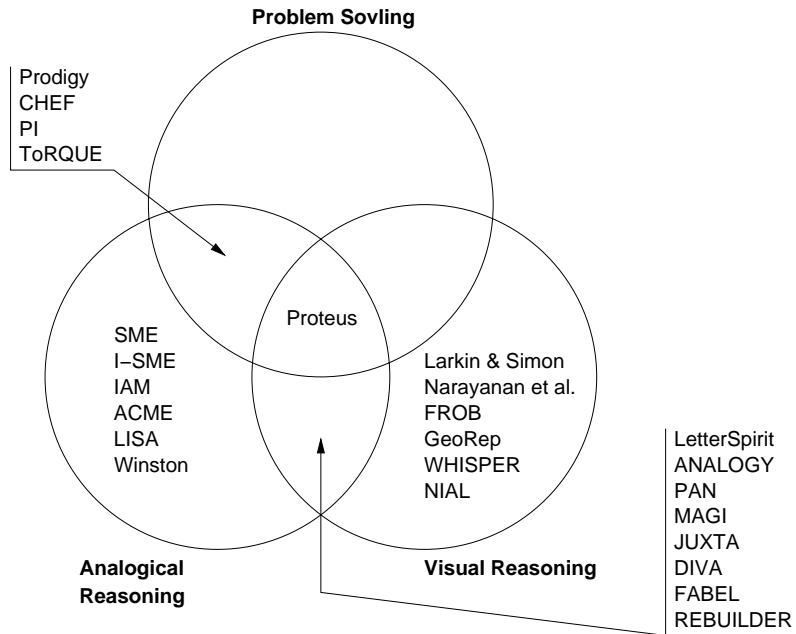 Problem Sovling
Prodigy
CHEF
PI
ToRQUE
Proteus
SME
I−SME
IAM
ACME
LISA
Winston
Larkin & Simon
Narayanan et al.
FROB
GeoRep
WHISPER
NIAL
LetterSpirit
ANALOGY
PAN
MAGI
JUXTA
DIVA
FABEL
REBUILDER
Analogical
Reasoning
Visual Reasoning